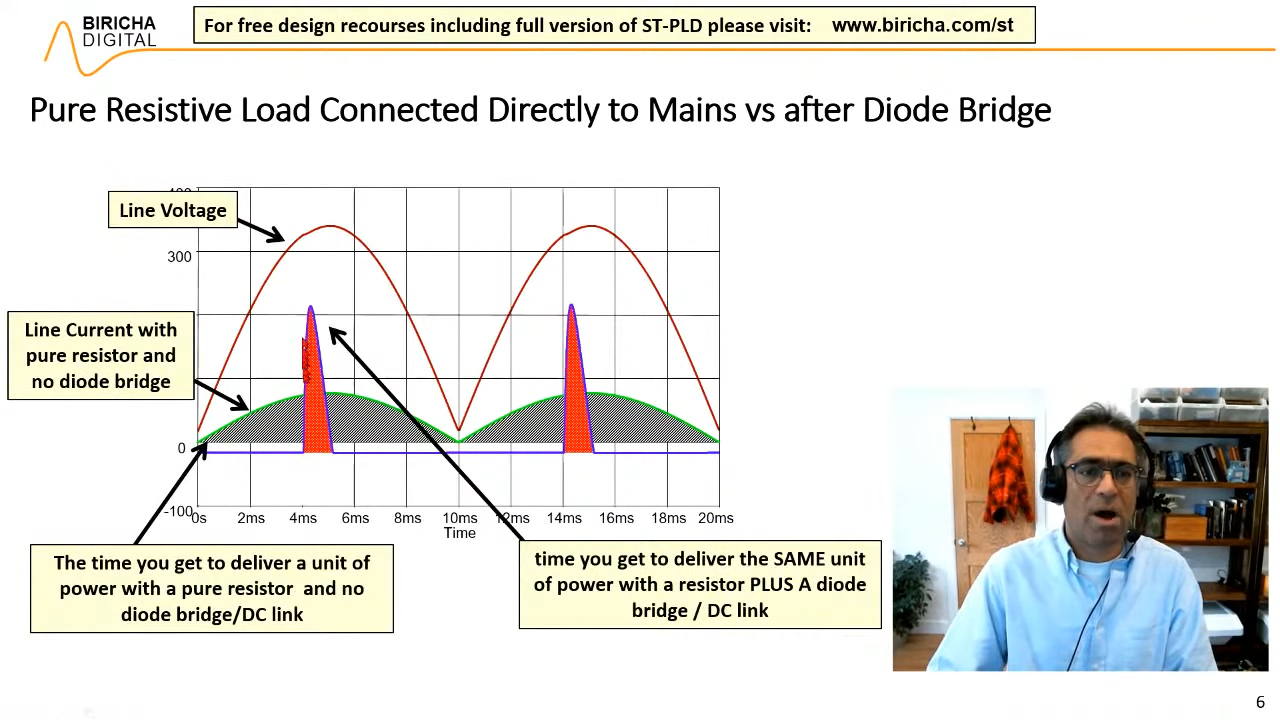 BIRICHA
DIGITAL
For free design recourses including full version of ST-PLD please visit: www.biricha.com/st
Pure Resistive Load Connected Directly to Mains vs after Diode Bridge
Line Voltage
300
Line Current with
pure resistor and
no diode bridge
0
-100
0s 2ms 4ms 6ms 8ms 10ms 12ms 14ms 16ms 18ms 20ms
Time
The time you get to deliver a unit of
power with a pure resistor and no
diode bridge/DC link
time you get to deliver the SAME unit
of power with a resistor PLUS A diode
bridge / DC link
6